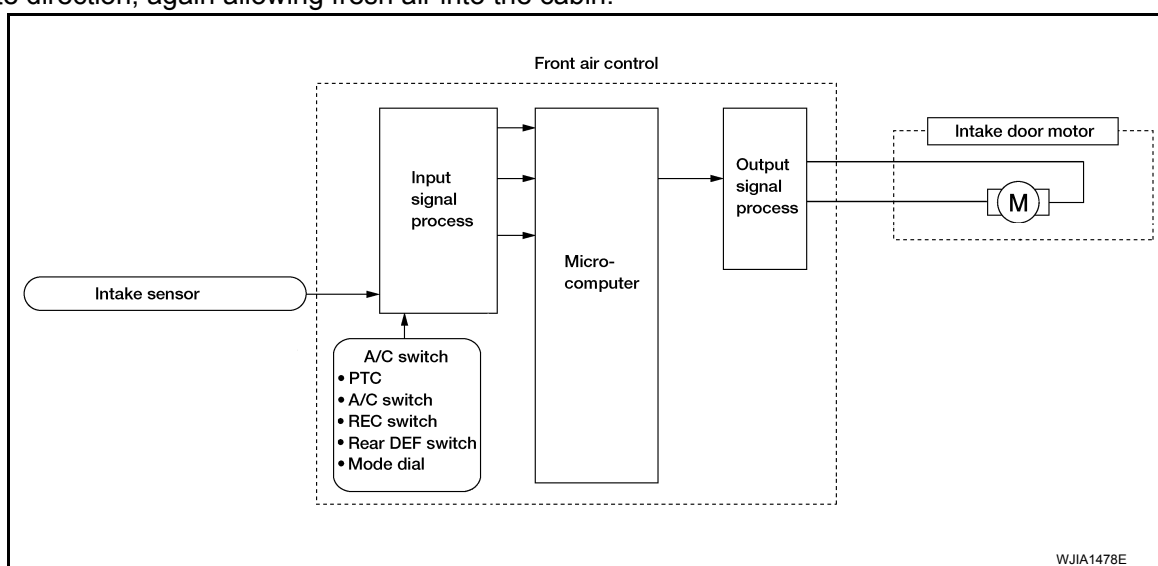 to direction, again allowing fresh air into the cabin.
Front air control
Intake door motor
Input
signal
process
Output
signal
process
M
Micro-
computer
Intake sensor
A/C switch
• PTC
• A/C switch
• REC switch
• Rear DEF switch
• Mode dial
WJIA1478E